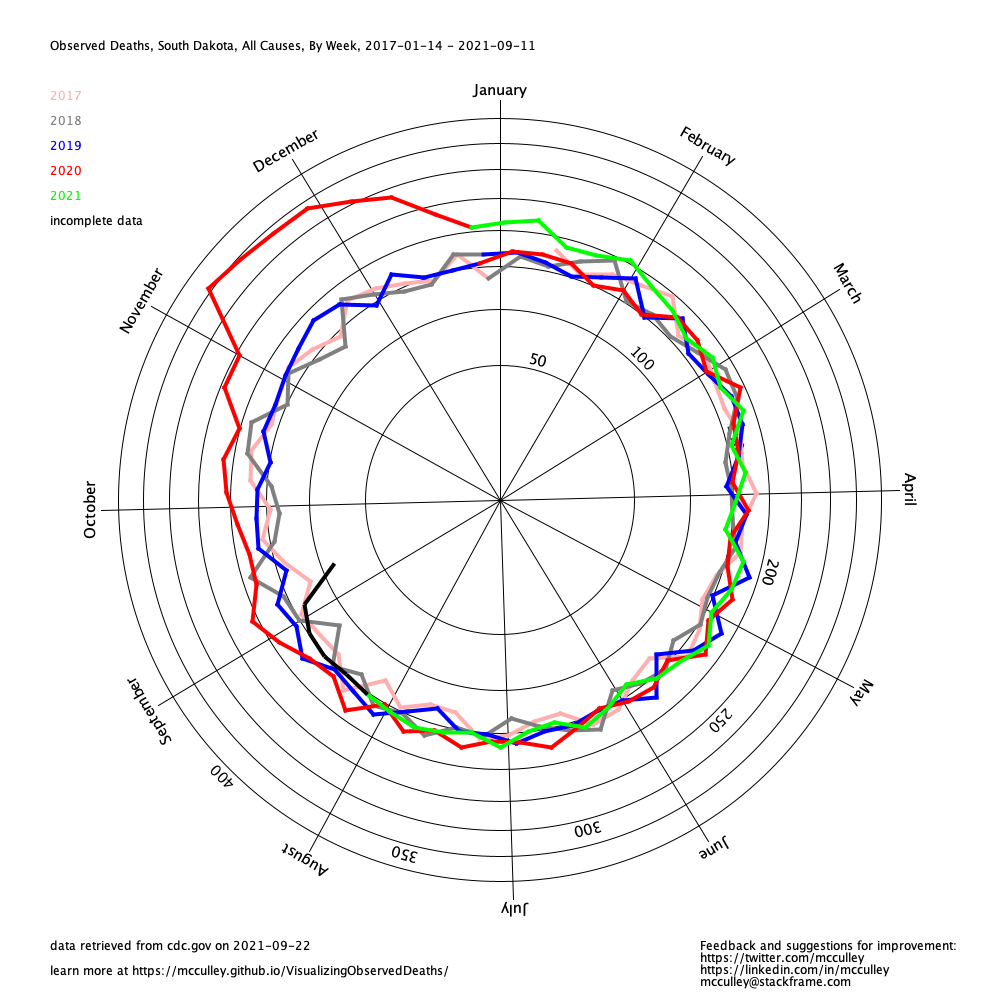 Observed Deaths, South Dakota, All Causes, By Week, 2017-01-14 - 2021-09-11
2017
2018
2019
2020
2021
incomplete data
January
February
March
April
May
June
July
August
September
October
November
December
50
100
200
250
300
350
400
data retrieved from cdc.gov on 2021-09-22
learn more at https://mcculley.github.io/VisualizingObservedDeaths/
Feedback and suggestions for improvement:
https://twitter.com/mcculley
https://linkedin.com/in/mcculley
mcculley@stackframe.com